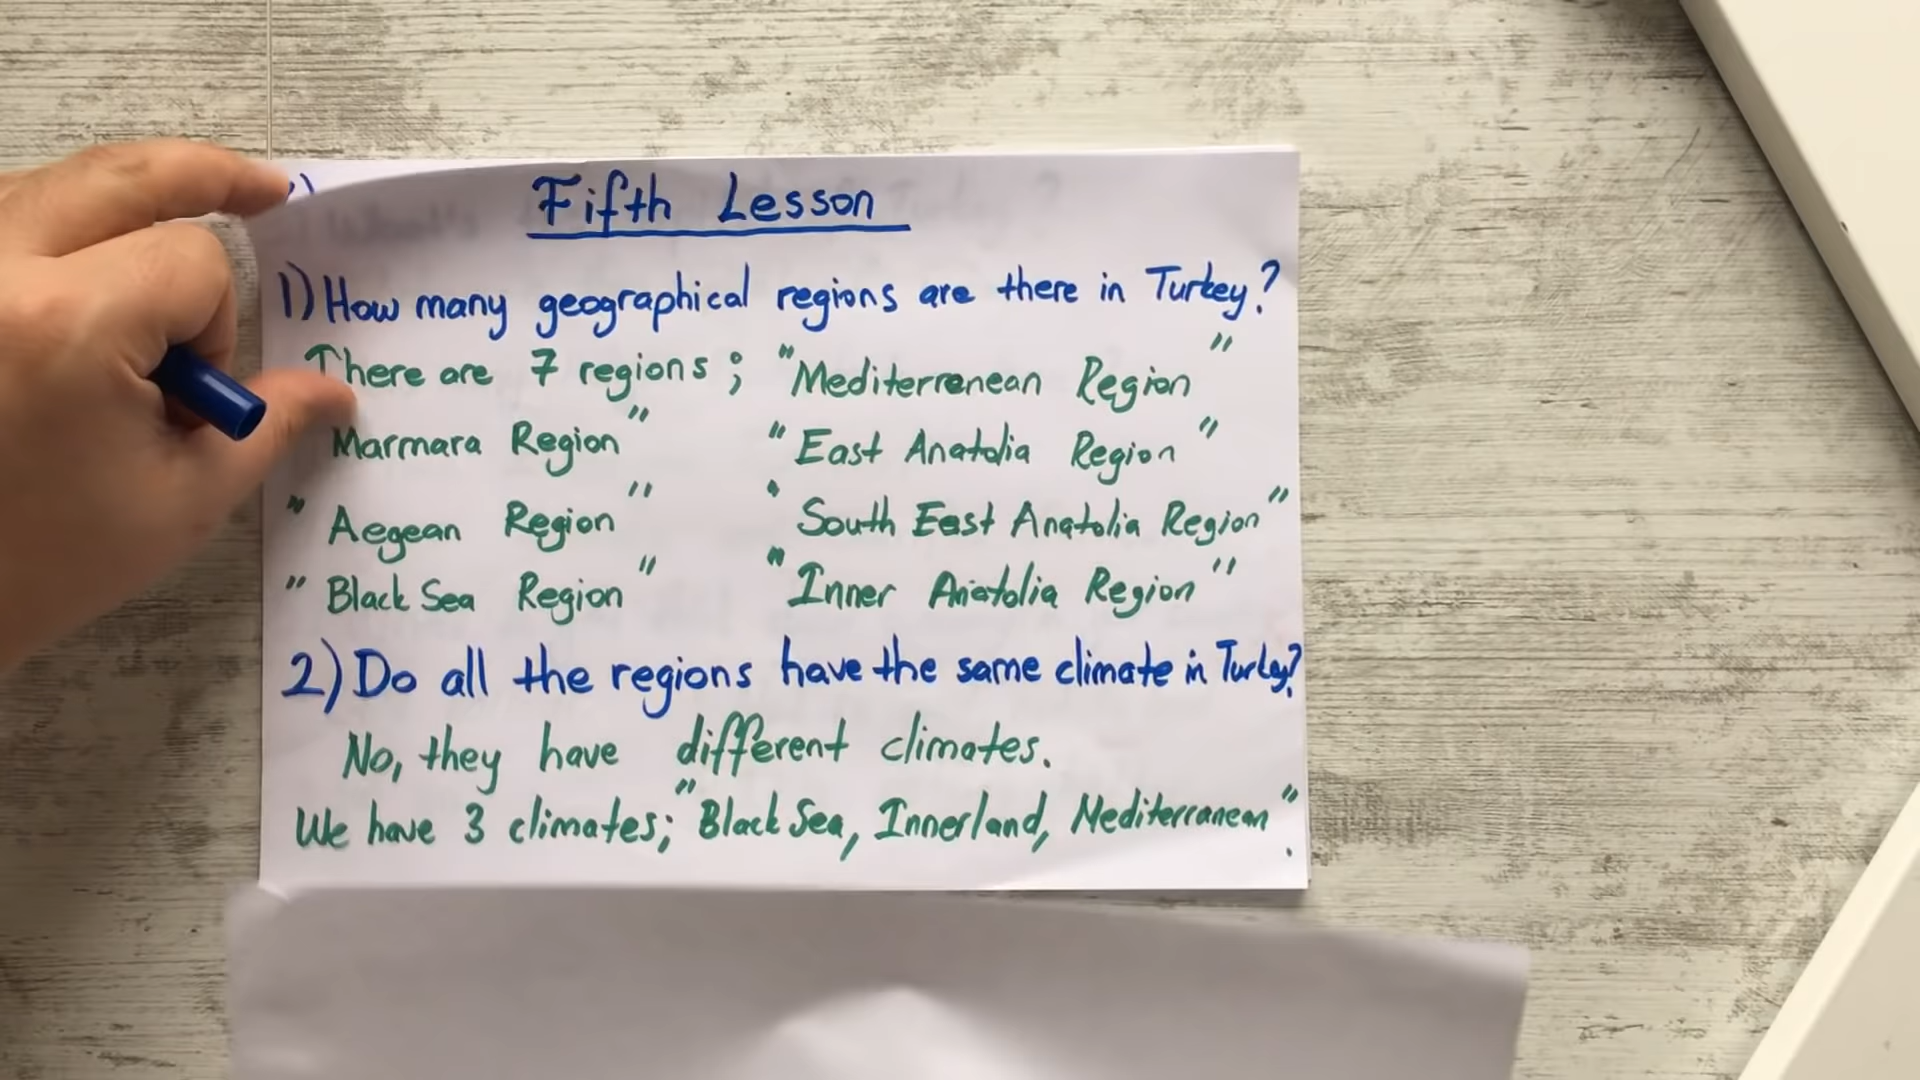 Fifth Lesson
1) How many geographical regions are there in Turkey?
There are 7 regions; "Mediterranean Region"
Marmara Region" "East Anatolia Region"
"Aegean Region" "South East Anatolia Region"
"Black Sea Region" "Inner Anatolia Region"
2) Do all the regions have the same climate in Turkey?
No, they have different climates.
We have 3 climates; "Black Sea, Innerland, Mediterranean".